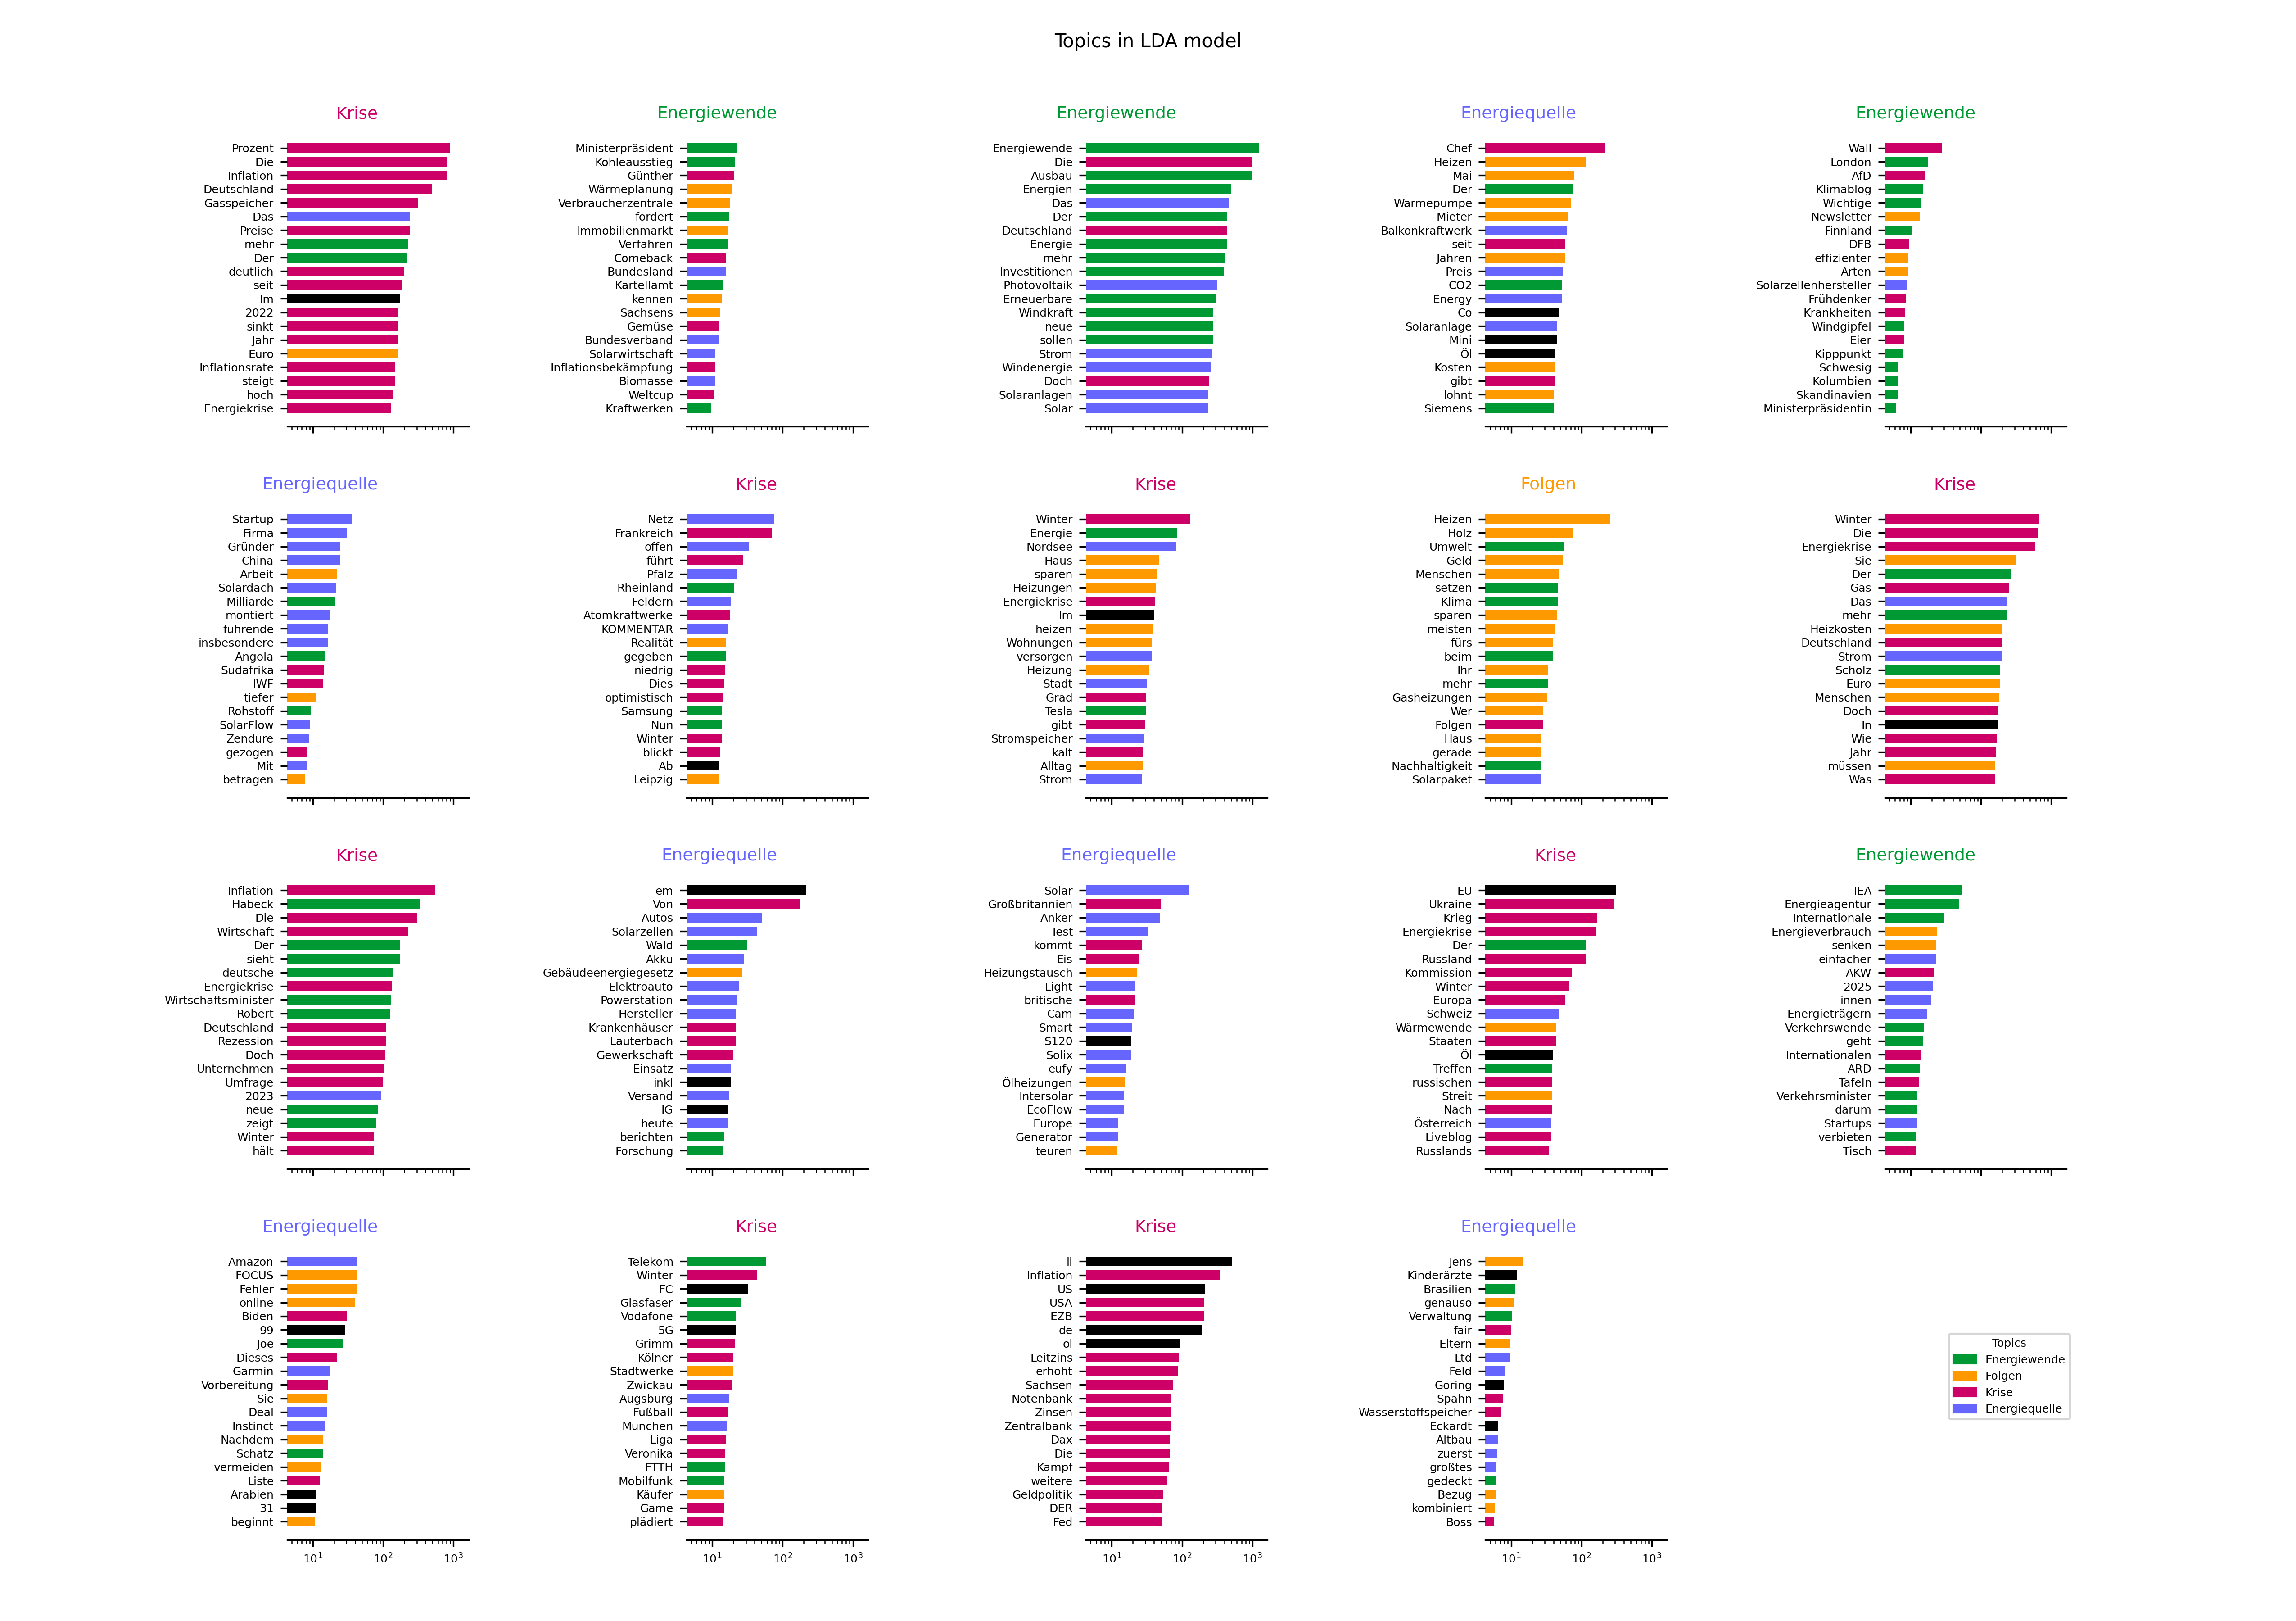 Topics in LDA model
Krise
Prozent
Die
Inflation
Deutschland
Gasspeicher
Das
Preise
mehr
Der
deutlich
seit
Im
2022
sinkt
Jahr
Euro
Inflationsrate
steigt
hoch
Energiekrise
Energiewende
Ministerpräsident
Kohleausstieg
Günther
Wärmeplanung
Verbraucherzentrale
fordert
Immobilienmarkt
Verfahren
Comeback
Bundesland
Kartellamt
kennen
Sachsens
Gemüse
Bundesverband
Solarwirtschaft
Inflationsbekämpfung
Biomasse
Weltcup
Kraftwerken
Energiewende
Energiewende
Die
Ausbau
Energien
Das
Der
Deutschland
Energie
mehr
Investitionen
Photovoltaik
Erneuerbare
Windkraft
neue
sollen
Strom
Windenergie
Doch
Solaranlagen
Solar
Energiequelle
Chef
Heizen
Mai
Der
Wärmepumpe
Mieter
Balkonkraftwerk
seit
Jahren
Preis
CO2
Energy
Co
Solaranlage
Mini
Öl
Kosten
gibt
lohnt
Siemens
Energiewende
Wall
London
AfD
Klimablog
Wichtige
Newsletter
Finnland
DFB
effizienter
Arten
Solarzellenhersteller
Frühdenker
Krankheiten
Windgipfel
Eier
Kipppunkt
Schwesig
Kolumbien
Skandinavien
Ministerpräsidentin
Energiequelle
Startup
Firma
Gründer
China
Arbeit
Solardach
Milliarde
montiert
führende
insbesondere
Angola
Südafrika
IWF
tiefer
Rohstoff
SolarFlow
Zendure
gezogen
Mit
betragen
Krise
Netz
Frankreich
offen
führt
Pfalz
Rheinland
Feldern
Atomkraftwerke
KOMMENTAR
Realität
gegeben
niedrig
Dies
optimistisch
Samsung
Nun
Winter
blickt
Ab
Leipzig
Krise
Winter
Energie
Nordsee
Haus
sparen
Heizungen
Energiekrise
Im
heizen
Wohnungen
versorgen
Heizung
Stadt
Grad
Tesla
gibt
Stromspeicher
kalt
Alltag
Strom
Folgen
Heizen
Holz
Umwelt
Geld
Menschen
setzen
Klima
sparen
meisten
fürs
beim
Ihr
mehr
Gasheizungen
Wer
Folgen
Haus
gerade
Nachhaltigkeit
Solarpaket
Krise
Winter
Die
Energiekrise
Sie
Der
Gas
Das
mehr
Heizkosten
Deutschland
Strom
Scholz
Euro
Menschen
Doch
In
Wie
Jahr
müssen
Was
Krise
Inflation
Habeck
Die
Wirtschaft
Der
sieht
deutsche
Energiekrise
Wirtschaftsminister
Robert
Deutschland
Rezession
Doch
Unternehmen
Umfrage
2023
neue
zeigt
Winter
hält
Energiequelle
em
Von
Autos
Solarzellen
Wald
Akku
Gebäudeenergiegesetz
Elektroauto
Powerstation
Hersteller
Krankenhäuser
Lauterbach
Gewerkschaft
Einsatz
inkl
Versand
IG
heute
berichten
Forschung
Energiequelle
Solar
Großbritannien
Anker
Test
kommt
Eis
Heizungstausch
Light
britische
Cam
Smart
S120
Solix
eufy
Ölheizungen
Intersolar
EcoFlow
Europe
Generator
teuren
Krise
EU
Ukraine
Krieg
Energiekrise
Der
Russland
Kommission
Winter
Europa
Schweiz
Wärmewende
Staaten
Öl
Treffen
russischen
Streit
Nach
Österreich
Liveblog
Russlands
Energiewende
IEA
Energieagentur
Internationale
Energieverbrauch
senken
einfacher
AKW
2025
innen
Energieträgern
Verkehrswende
geht
Internationalen
ARD
Tafeln
Verkehrsminister
darum
Startups
verbieten
Tisch
Energiequelle
Amazon
FOCUS
Fehler
online
Biden
99
Joe
Dieses
Garmin
Vorbereitung
Sie
Deal
Instinct
Nachdem
Schatz
vermeiden
Liste
Arabien
31
beginnt
10¹ 10² 10³
Krise
Telekom
Winter
FC
Glasfaser
Vodafone
5G
Grimm
Kölner
Stadtwerke
Zwickau
Augsburg
Fußball
München
Liga
Veronika
FTTH
Mobilfunk
Käufer
Game
plädiert
10¹ 10² 10³
Krise
li
Inflation
US
USA
EZB
de
ol
Leitzins
erhöht
Sachsen
Notenbank
Zinsen
Zentralbank
Dax
Die
Kampf
weitere
Geldpolitik
DER
Fed
10¹ 10² 10³
Energiequelle
Jens
Kinderärzte
Brasilien
genauso
Verwaltung
fair
Eltern
Ltd
Feld
Göring
Spahn
Wasserstoffspeicher
Eckardt
Altbau
zuerst
größtes
gedeckt
Bezug
kombiniert
Boss
10¹ 10² 10³
Topics
Energiewende
Folgen
Krise
Energiequelle